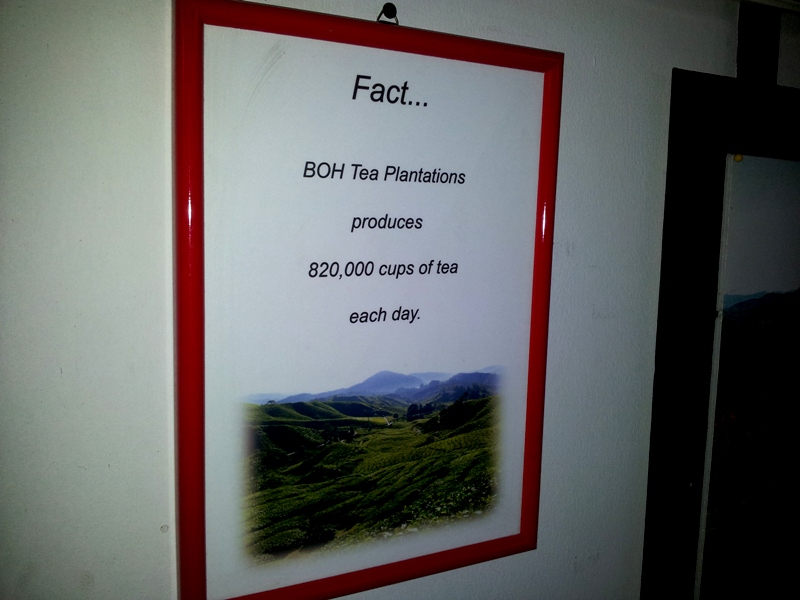 Fact...
BOH Tea Plantations
produces
820,000 cups of tea
each day.